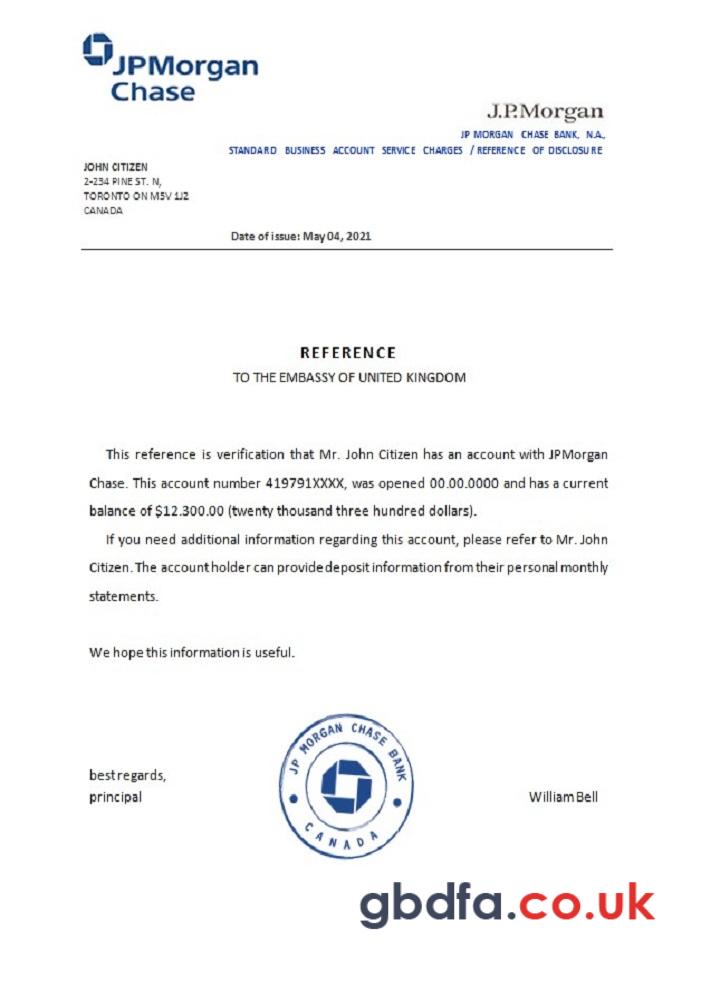 JPMorgan
Chase
J.P.Morgan
JP MORGAN CHASE BANK, N.A.,
STANDARD BUSINESS ACCOUNT SERVICE CHARGES / REFERENCE OF DISCLOSURE
JOHN CITIZEN
2-234 PINE ST. N,
TORONTO ON M5V 1J2
CANADA
Date of issue: May 04, 2021
REFERENCE
TO THE EMBASSY OF UNITED KINGDOM
This reference is verification that Mr. John Citizen has an account with JPMorgan
Chase. This account number 419791XXXX, was opened 00.00.0000 and has a current
balance of $12.300.00 (twenty thousand three hundred dollars).
If you need additional information regarding this account, please refer to Mr. John
Citizen. The account holder can provide deposit information from their personal monthly
statements.
We hope this information is useful.
JP MORGAN CHASE BANK
CANADA
best regards,
principal
William Bell
gbdfa.co.uk